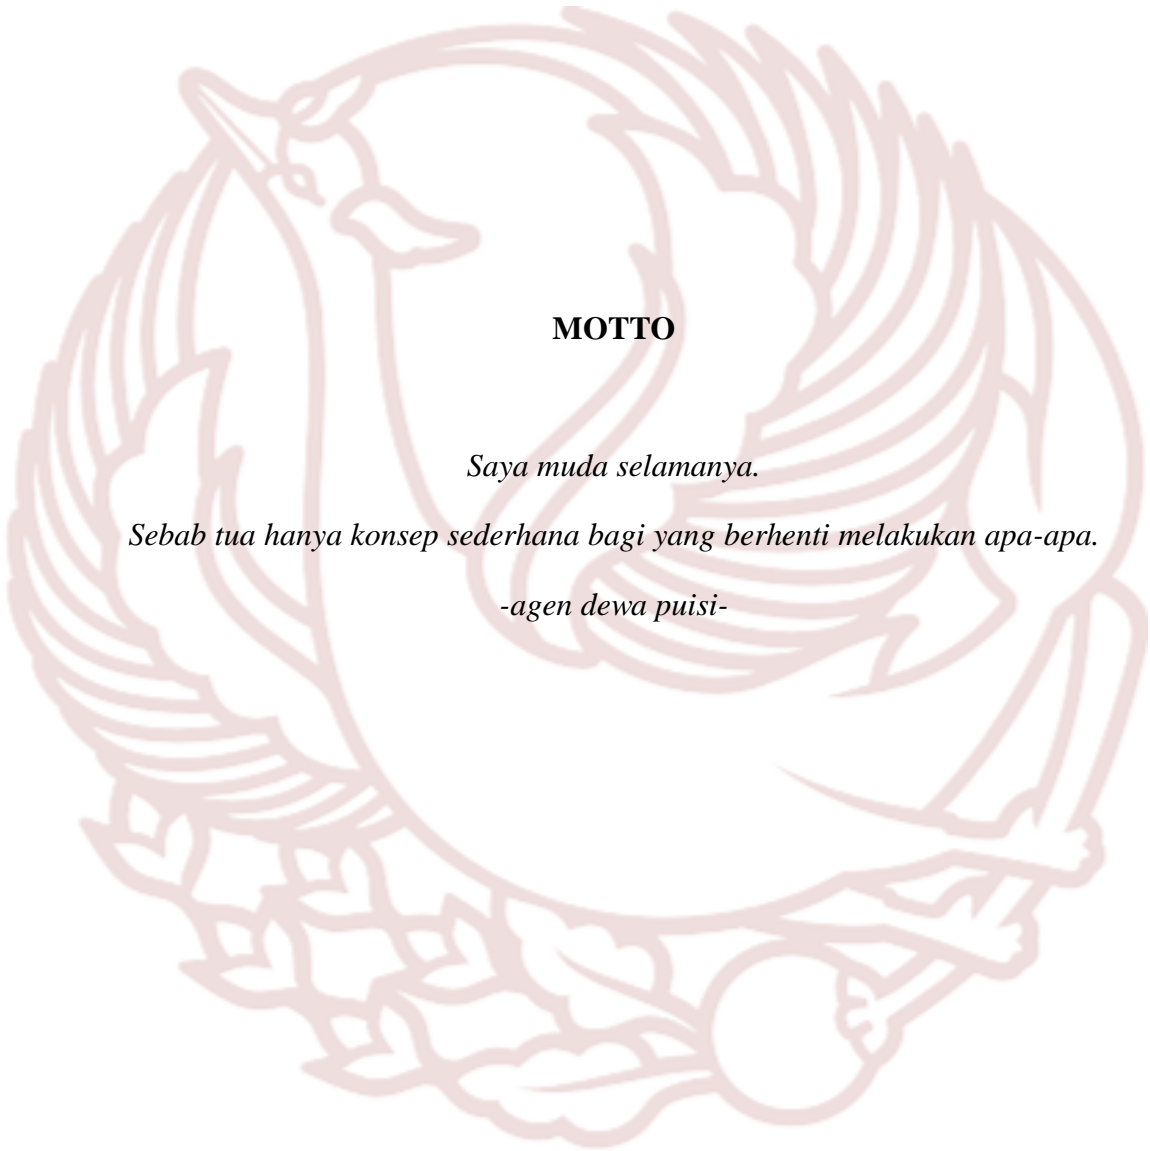 MOTTO
Saya muda selamanya.
Sebab tua hanya konsep sederhana bagi yang berhenti melakukan apa-apa.
-agen dewa puisi-